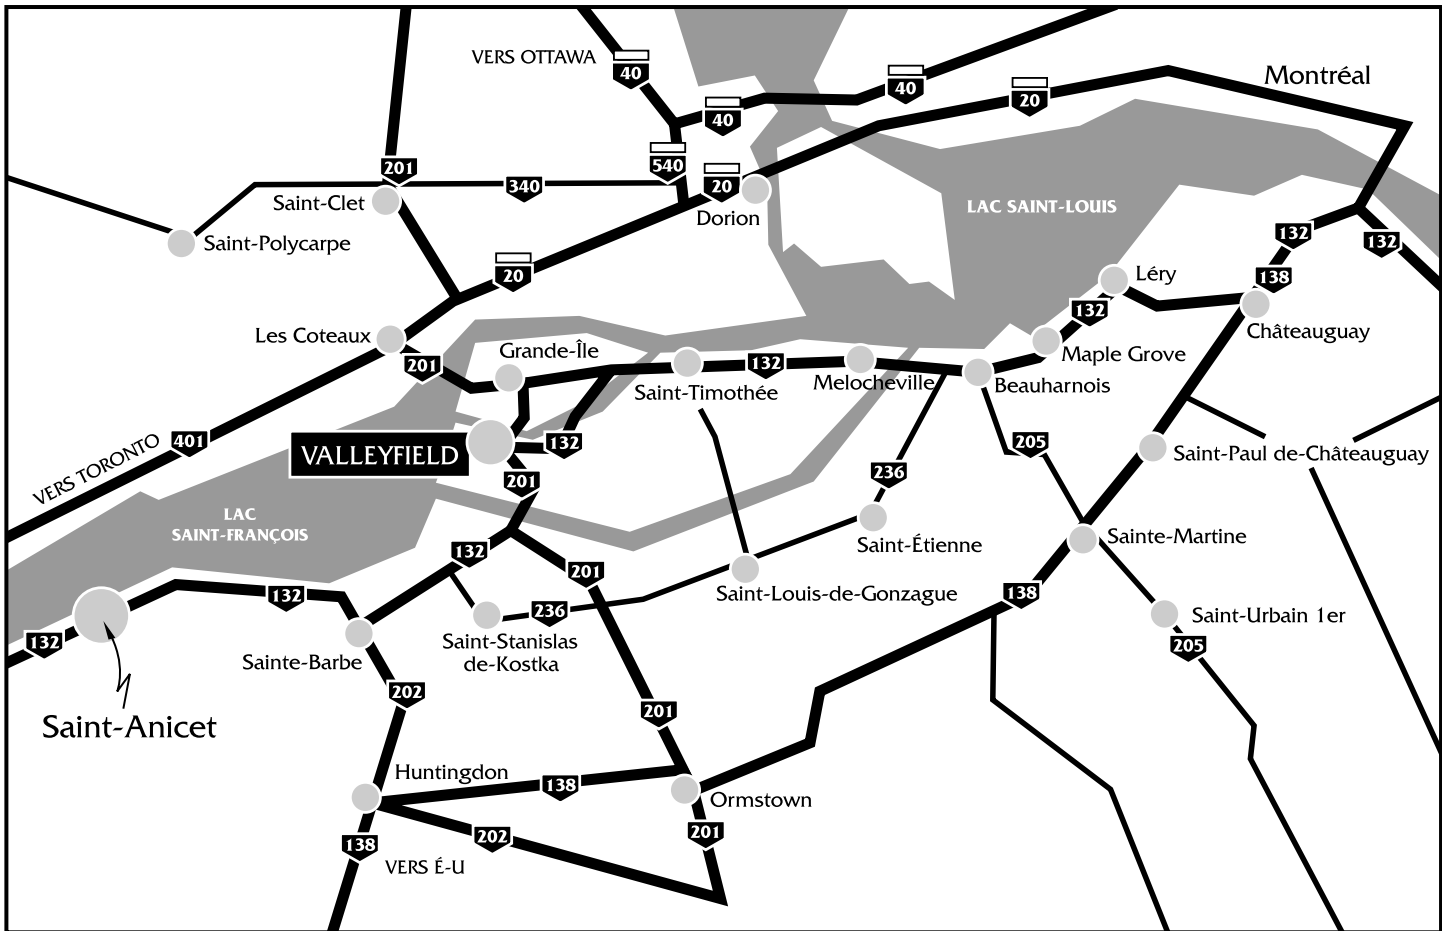 VERS OTTAWA
40
40
40
20
Montréal
201
540
340
20
Saint-Clet
Dorion
LAC SAINT-LOUIS
Saint-Polycarpe
132
132
20
138
Léry
132
Châteauguay
Les Coteaux
201
Grande-Île
132
Maple Grove
Saint-Timothée
Melocheville
Beauharnois
VERS TORONTO
401
VALLEYFIELD
132
205
Saint-Paul de-Châteauguay
201
236
LAC
SAINT-FRANÇOIS
132
Saint-Étienne
Sainte-Martine
201
132
236
Saint-Louis-de-Gonzague
138
Saint-Urbain 1er
132
Saint-Stanislas
de-Kostka
205
Sainte-Barbe
202
201
Saint-Anicet
Huntingdon
138
Ormstown
138
202
201
VERS É-U